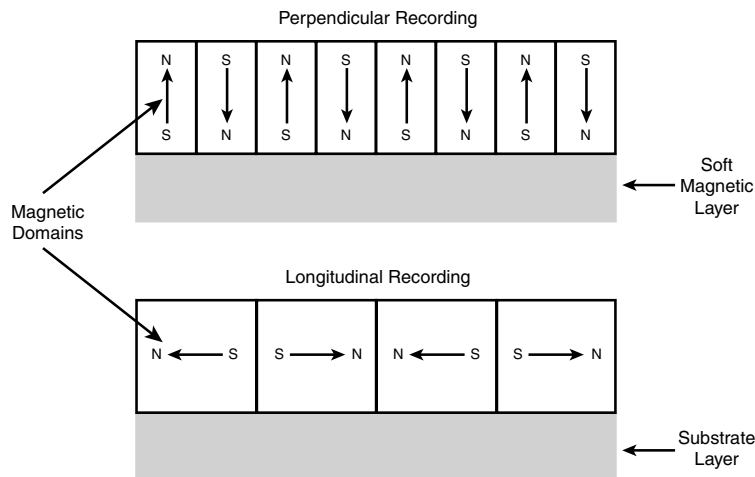 Perpendicular Recording
N S N S N S N S
S N S N S N S N
Soft
Magnetic
Layer
Magnetic
Domains
Longitudinal Recording
N S S N N S S N
Substrate
Layer